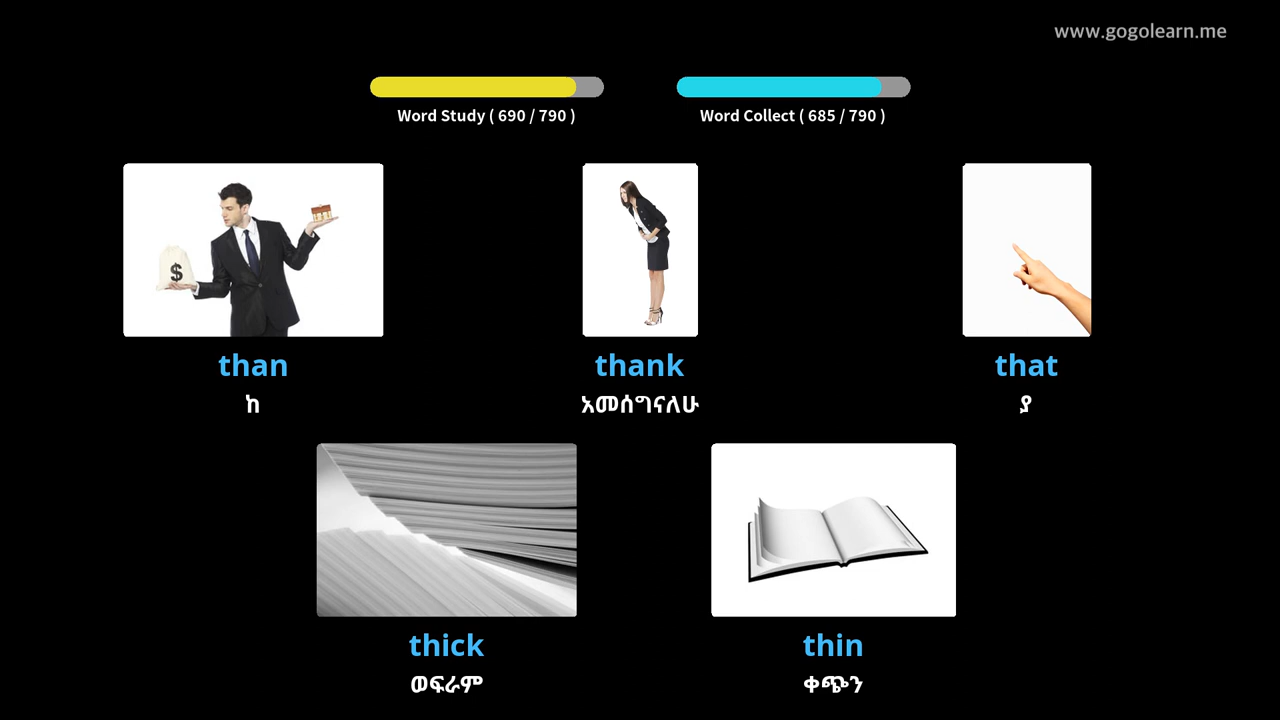 www.gogolearn.me
Word Study ( 690 / 790 )
Word Collect ( 685 / 790 )
$
than
thank
that
ከ
አመሰግናለሁ
ያ
thick
thin
ወፍራም
ቀጭን